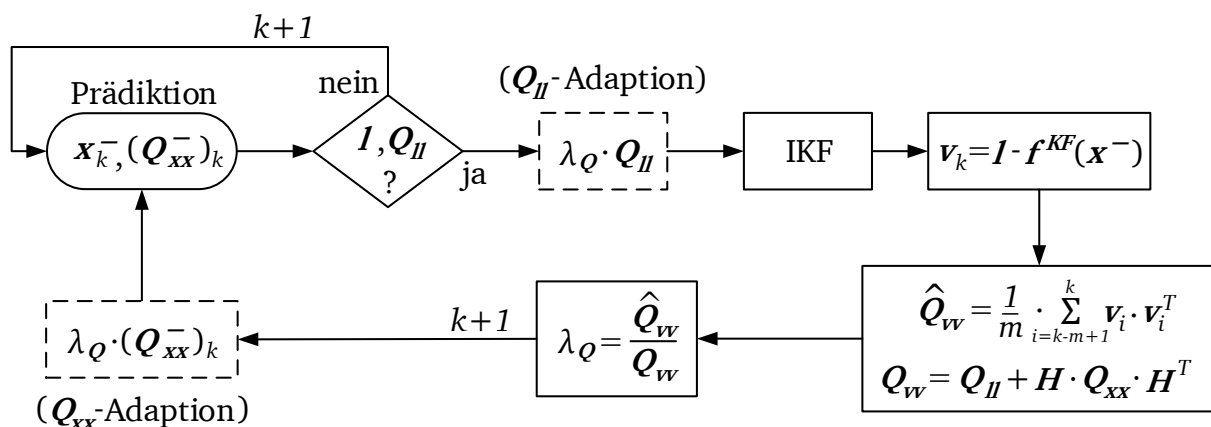 k+1
Prädiktion
x_k^-, (Q_xx^-)_k
nein
l, Q_ll
?
ja
(Q_ll-Adaption)
λ_Q · Q_ll
IKF
v_k = l - f^KF(x^-)
Q̂_vv = 1/m · Σ_{i=k-m+1}^{k} v_i · v_i^T
Q_vv = Q_ll + H · Q_xx · H^T
λ_Q = Q̂_vv / Q_vv
k+1
λ_Q · (Q_xx^-)_k
(Q_xx-Adaption)